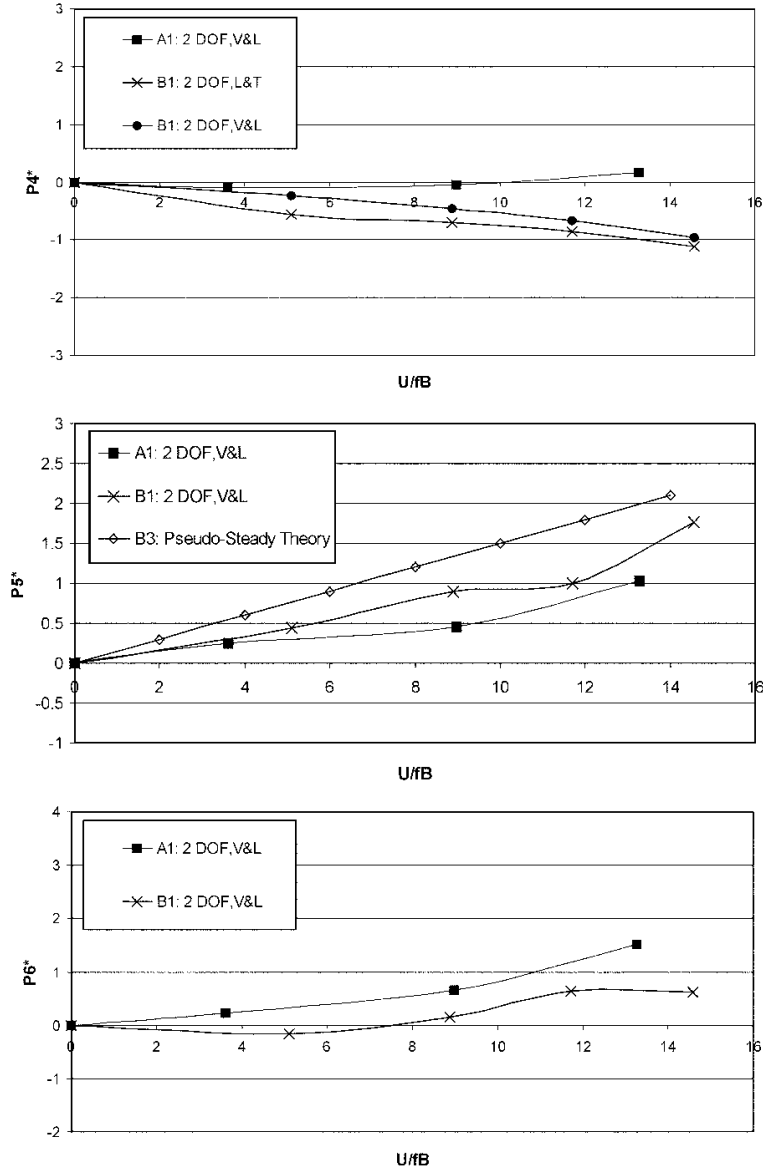 3
A1: 2 DOF,V&L
2
B1: 2 DOF,L&T
1
B1: 2 DOF,V&L
P4*
0
0 2 4 6 8 10 12 14 16
-1
-2
-3
U/fB
3
A1: 2 DOF,V&L
2.5
B1: 2 DOF,V&L
2
B3: Pseudo-Steady Theory
1.5
P5*
1
0.5
0
0 2 4 6 8 10 12 14 16
-0.5
-1
U/fB
4
A1: 2 DOF,V&L
3
B1: 2 DOF,V&L
2
P6*
1
0
0 2 4 6 8 10 12 14 16
-1
-2
U/fB